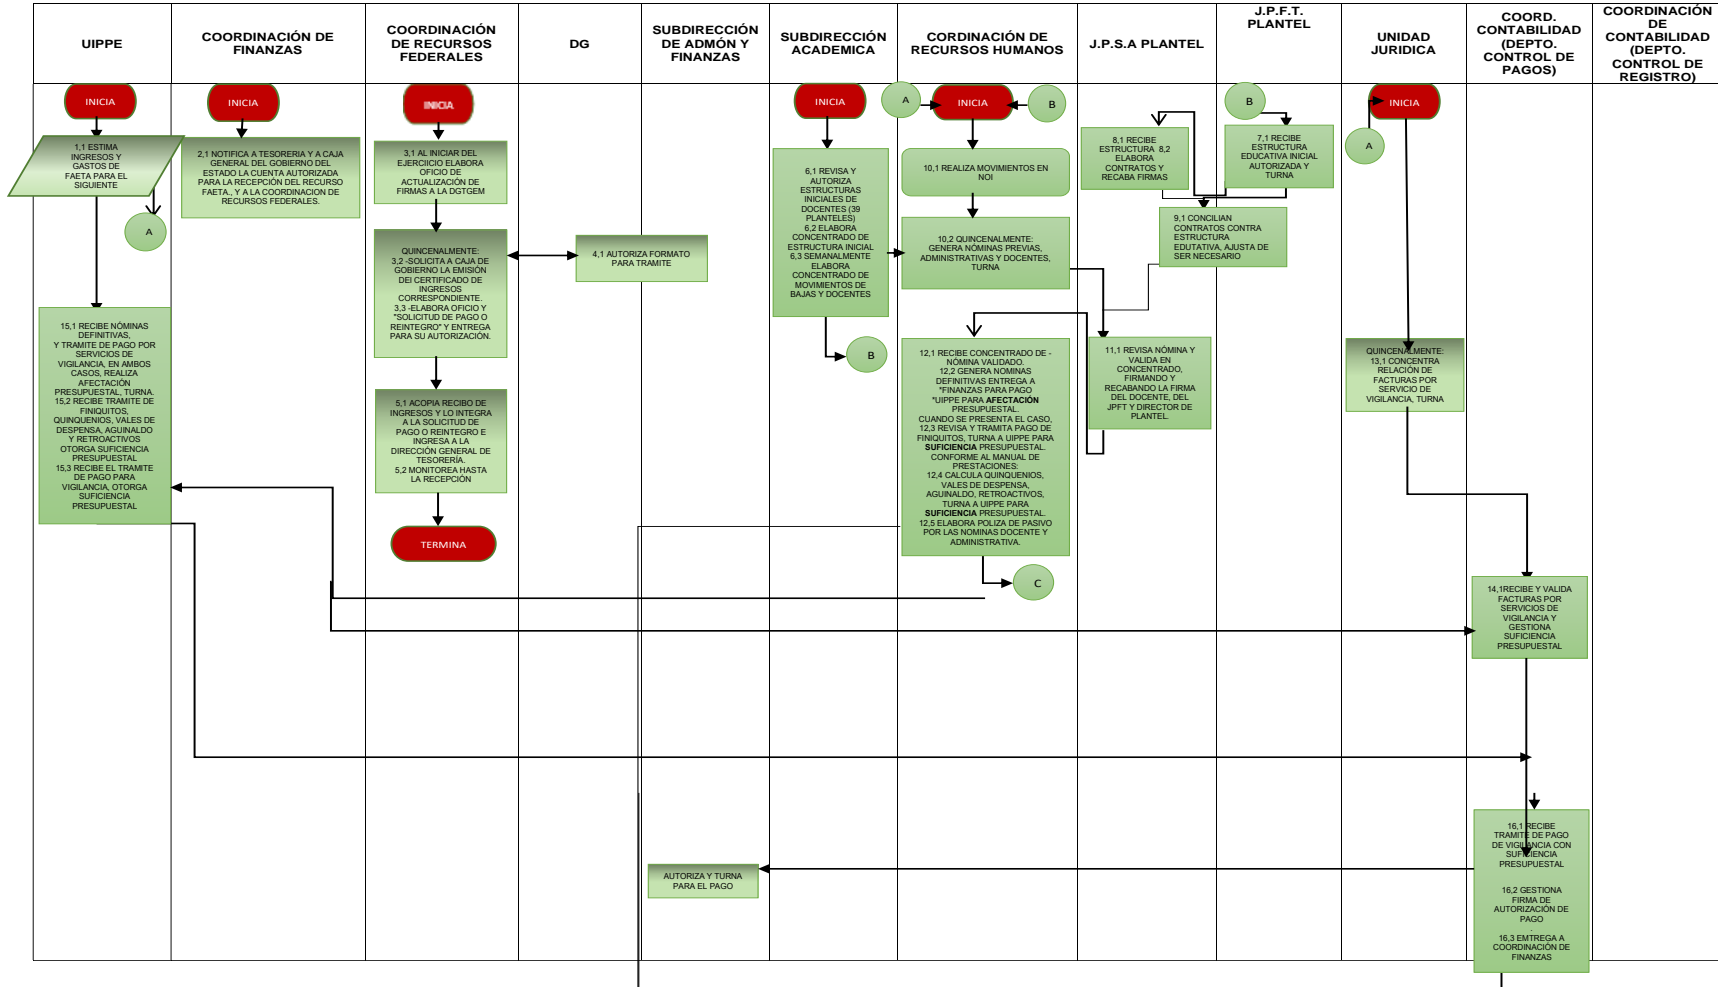 UIPPE
COORDINACIÓN DE
FINANZAS
COORDINACIÓN
DE RECURSOS
FEDERALES
DG
SUBDIRECCIÓN
DE ADMÓN Y
FINANZAS
SUBDIRECCIÓN
ACADEMICA
CORDINACIÓN DE
RECURSOS HUMANOS
J.P.S.A PLANTEL
J.P.F.T.
PLANTEL
UNIDAD
JURIDICA
COORD.
CONTABILIDAD
(DEPTO.
CONTROL DE
PAGOS)
COORDINACIÓN
DE
CONTABILIDAD
(DEPTO.
CONTROL DE
REGISTRO)
INICIA
1,1 ESTIMA
INGRESOS Y
GASTOS DE
FAETA PARA EL
SIGUIENTE
A
15,1 RECIBE NÓMINAS
DEFINITIVAS,
Y TRAMITE DE PAGO POR
SERVICIOS DE
VIGILANCIA, EN AMBOS
CASOS, REALIZA
AFECTACIÓN
PRESUPUESTAL, TURNA.
15,2 RECIBE TRAMITE DE
FINIQUITOS,
QUINQUENIOS, VALES DE
DESPENSA, AGUINALDO
Y RETROACTIVOS
OTORGA SUFICIENCIA
PRESUPUESTAL
15,3 RECIBE EL TRAMITE
DE PAGO PARA
VIGILANCIA, OTORGA
SUFICIENCIA
PRESUPUESTAL
INICIA
2,1 NOTIFICA A TESORERIA Y A CAJA
GENERAL DEL GOBIERNO DEL
ESTADO LA CUENTA AUTORIZADA
PARA LA RECEPCIÓN DEL RECURSO
FAETA., Y A LA COORDINACION DE
RECURSOS FEDERALES.
INICIA
3,1 AL INICIAR DEL
EJERCIICIO ELABORA
OFICIO DE
ACTUALIZACIÓN DE
FIRMAS A LA DGTGEM
QUINCENALMENTE:
3,2 -SOLICITA A CAJA DE
GOBIERNO LA EMISIÓN
DEl CERTIFICADO DE
INGRESOS
CORRESPONDIENTE.
3,3 -ELABORA OFICIO Y
"SOLICITUD DE PAGO O
REINTEGRO" Y ENTREGA
PARA SU AUTORIZACIÓN.
5,1 ACOPIA RECIBO DE
INGRESOS Y LO INTEGRA
A LA SOLICITUD DE
PAGO O REINTEGRO E
INGRESA A LA
DIRECCIÓN GENERAL DE
TESORERÍA.
5,2 MONITOREA HASTA
LA RECEPCIÓN
TERMINA
4,1 AUTORIZA FORMATO
PARA TRAMITE
AUTORIZA Y TURNA
PARA EL PAGO
INICIA
6,1 REVISA Y
AUTORIZA
ESTRUCTURAS
INICIALES DE
DOCENTES (39
PLANTELES)
6,2 ELABORA
CONCENTRADO DE
ESTRUCTURA INICIAL
6,3 SEMANALMENTE
ELABORA
CONCENTRADO DE
MOVIMIENTOS DE
BAJAS Y DOCENTES
B
A
INICIA
B
10,1 REALIZA MOVIMIENTOS EN
NOI
10,2 QUINCENALMENTE:
GENERA NÓMINAS PREVIAS,
ADMINISTRATIVAS Y DOCENTES,
TURNA
12,1 RECIBE CONCENTRADO DE -
NÓMINA VALIDADO.
12,2 GENERA NOMINAS
DEFINITIVAS ENTREGA A
*FINANZAS PARA PAGO
*UIPPE PARA AFECTACIÓN
PRESUPUESTAL.
CUANDO SE PRESENTA EL CASO,
12,3 REVISA Y TRAMITA PAGO DE
FINIQUITOS, TURNA A UIPPE PARA
SUFICIENCIA PRESUPUESTAL.
CONFORME AL MANUAL DE
PRESTACIONES:
12,4 CALCULA QUINQUENIOS,
VALES DE DESPENSA,
AGUINALDO, RETROACTIVOS,
TURNA A UIPPE PARA
SUFICIENCIA PRESUPUESTAL.
12,5 ELABORA POLIZA DE PASIVO
POR LAS NOMINAS DOCENTE Y
ADMINISTRATIVA.
C
8,1 RECIBE
ESTRUCTURA 8,2
ELABORA
CONTRATOS Y
RECABA FIRMAS
B
7,1 RECIBE
ESTRUCTURA
EDUCATIVA INICIAL
AUTORIZADA Y
TURNA
9,1 CONCILIAN
CONTRATOS CONTRA
ESTRUCTURA
EDUTATIVA, AJUSTA DE
SER NECESARIO
11,1 REVISA NÓMINA Y
VALIDA EN
CONCENTRADO,
FIRMANDO Y
RECABANDO LA FIRMA
DEL DOCENTE, DEL
JPFT Y DIRECTOR DE
PLANTEL.
INICIA
A
QUINCENALMENTE:
13,1 CONCENTRA
RELACIÓN DE
FACTURAS POR
SERVICIO DE
VIGILANCIA, TURNA
14,1RECIBE Y VALIDA
FACTURAS POR
SERVICIOS DE
VIGILANCIA Y
GESTIONA
SUFICIENCIA
PRESUPUESTAL
16,1 RECIBE
TRAMITE DE PAGO
DE VIGILANCIA CON
SUFICIENCIA
PRESUPUESTAL
16,2 GESTIONA
FIRMA DE
AUTORIZACIÓN DE
PAGO
.
16,3 EMTREGA A
COORDINACIÓN DE
FINANZAS